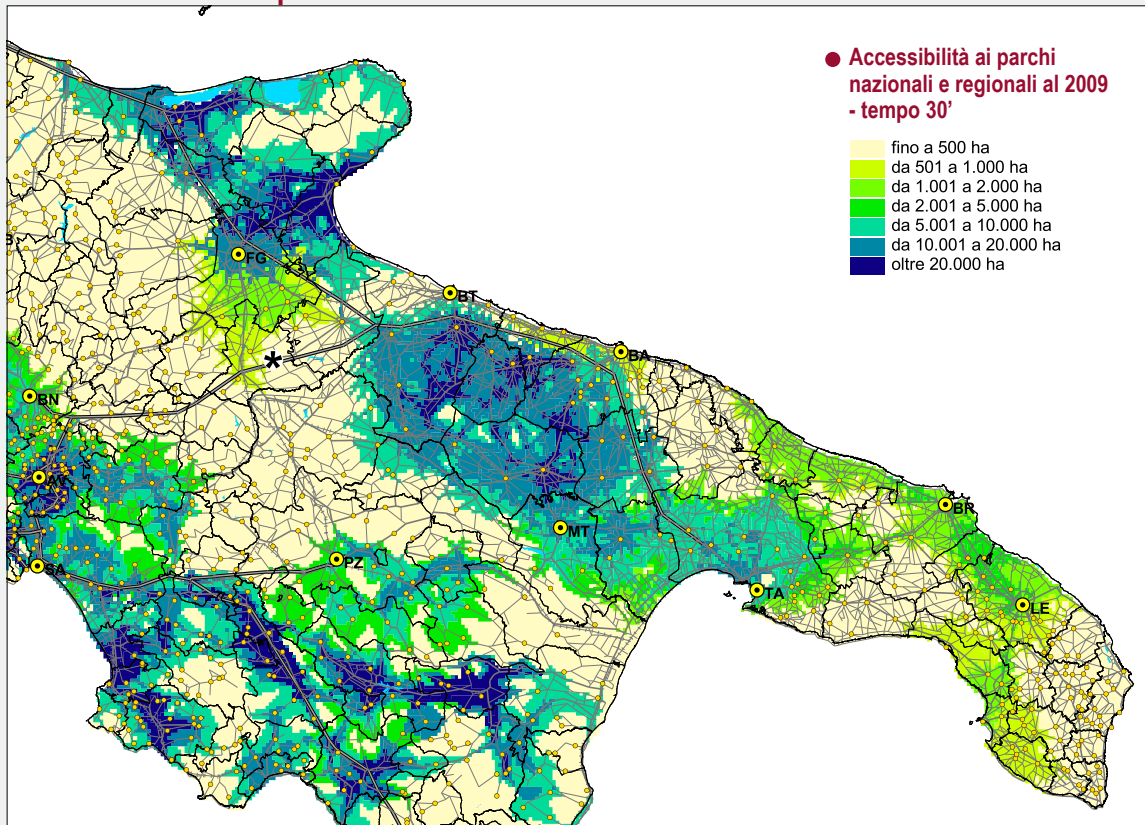 ● Accessibilità ai parchi
nazionali e regionali al 2009
- tempo 30’
fino a 500 ha
da 501 a 1.000 ha
da 1.001 a 2.000 ha
da 2.001 a 5.000 ha
da 5.001 a 10.000 ha
da 10.001 a 20.000 ha
oltre 20.000 ha
FG
BT
BA
*
BN
AV
BR
MT
PZ
SA
TA
LE